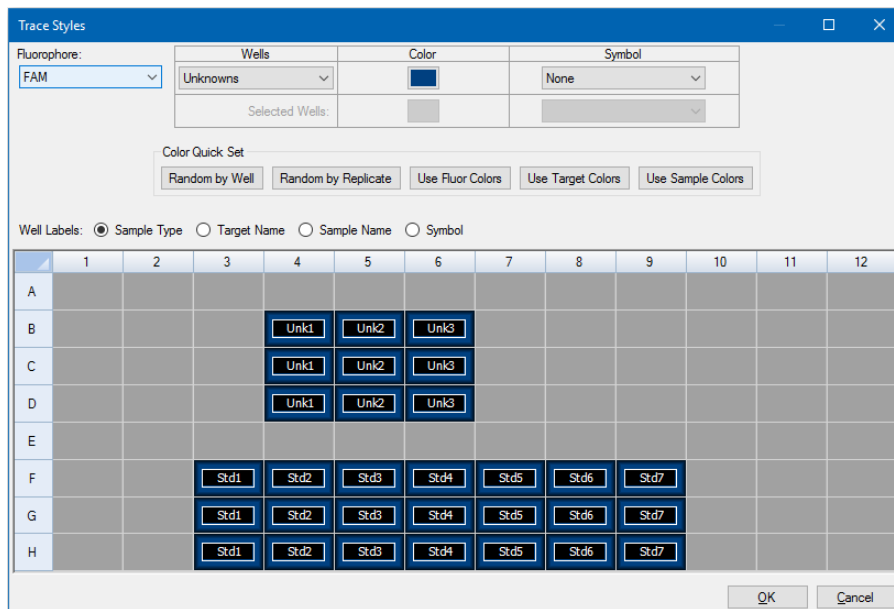 Trace Styles
Fluorophore: Wells Color Symbol
FAM Unknowns None
Selected Wells:
Color Quick Set
Random by Well Random by Replicate Use Fluor Colors Use Target Colors Use Sample Colors
Well Labels: Sample Type Target Name Sample Name Symbol
1 2 3 4 5 6 7 8 9 10 11 12
A
B Unk1 Unk2 Unk3
C Unk1 Unk2 Unk3
D Unk1 Unk2 Unk3
E
F Std1 Std2 Std3 Std4 Std5 Std6 Std7
G Std1 Std2 Std3 Std4 Std5 Std6 Std7
H Std1 Std2 Std3 Std4 Std5 Std6 Std7
OK Cancel